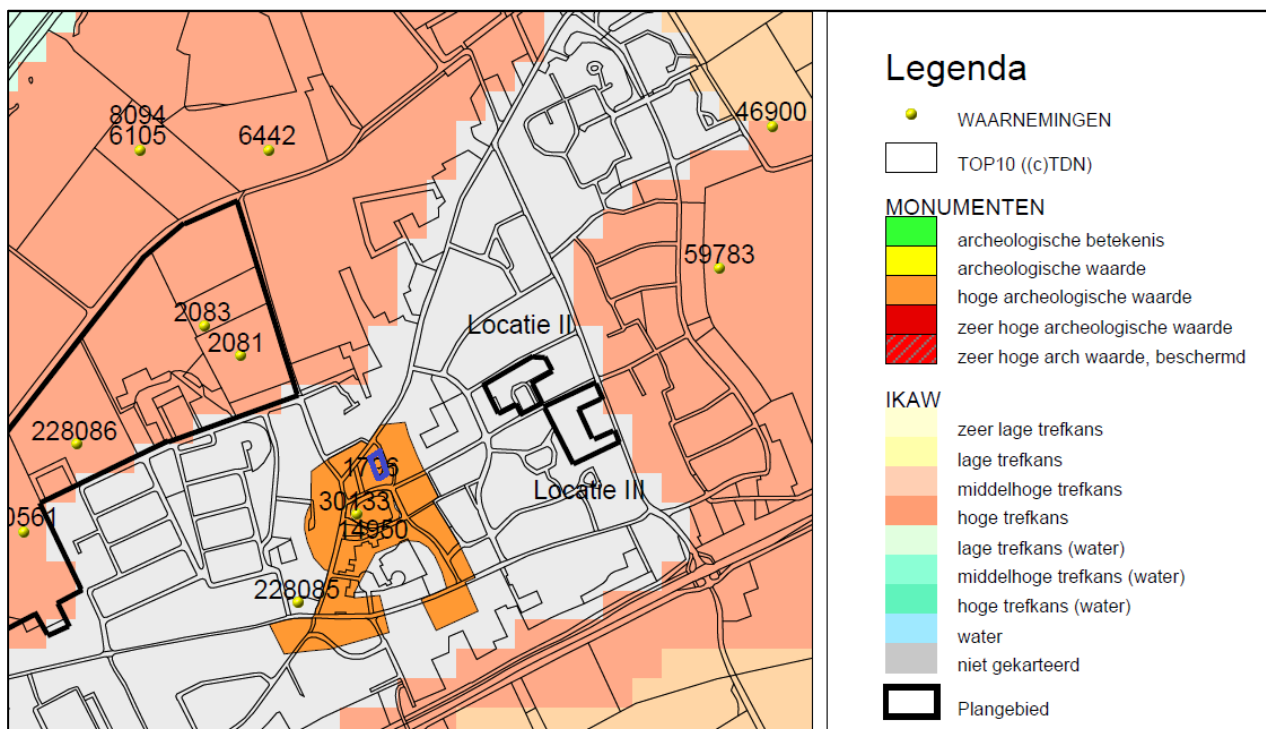 8094
6105
6442
46900
59783
2083
2081
Locatie II
228086
30133
Locatie III
14950
228085
Legenda
WAARNEMINGEN
TOP10 ((c)TDN)
MONUMENTEN
archeologische betekenis
archeologische waarde
hoge archeologische waarde
zeer hoge archeologische waarde
zeer hoge arch waarde, beschermd
IKAW
zeer lage trefkans
lage trefkans
middelhoge trefkans
hoge trefkans
lage trefkans (water)
middelhoge trefkans (water)
hoge trefkans (water)
water
niet gekarteerd
Plangebied